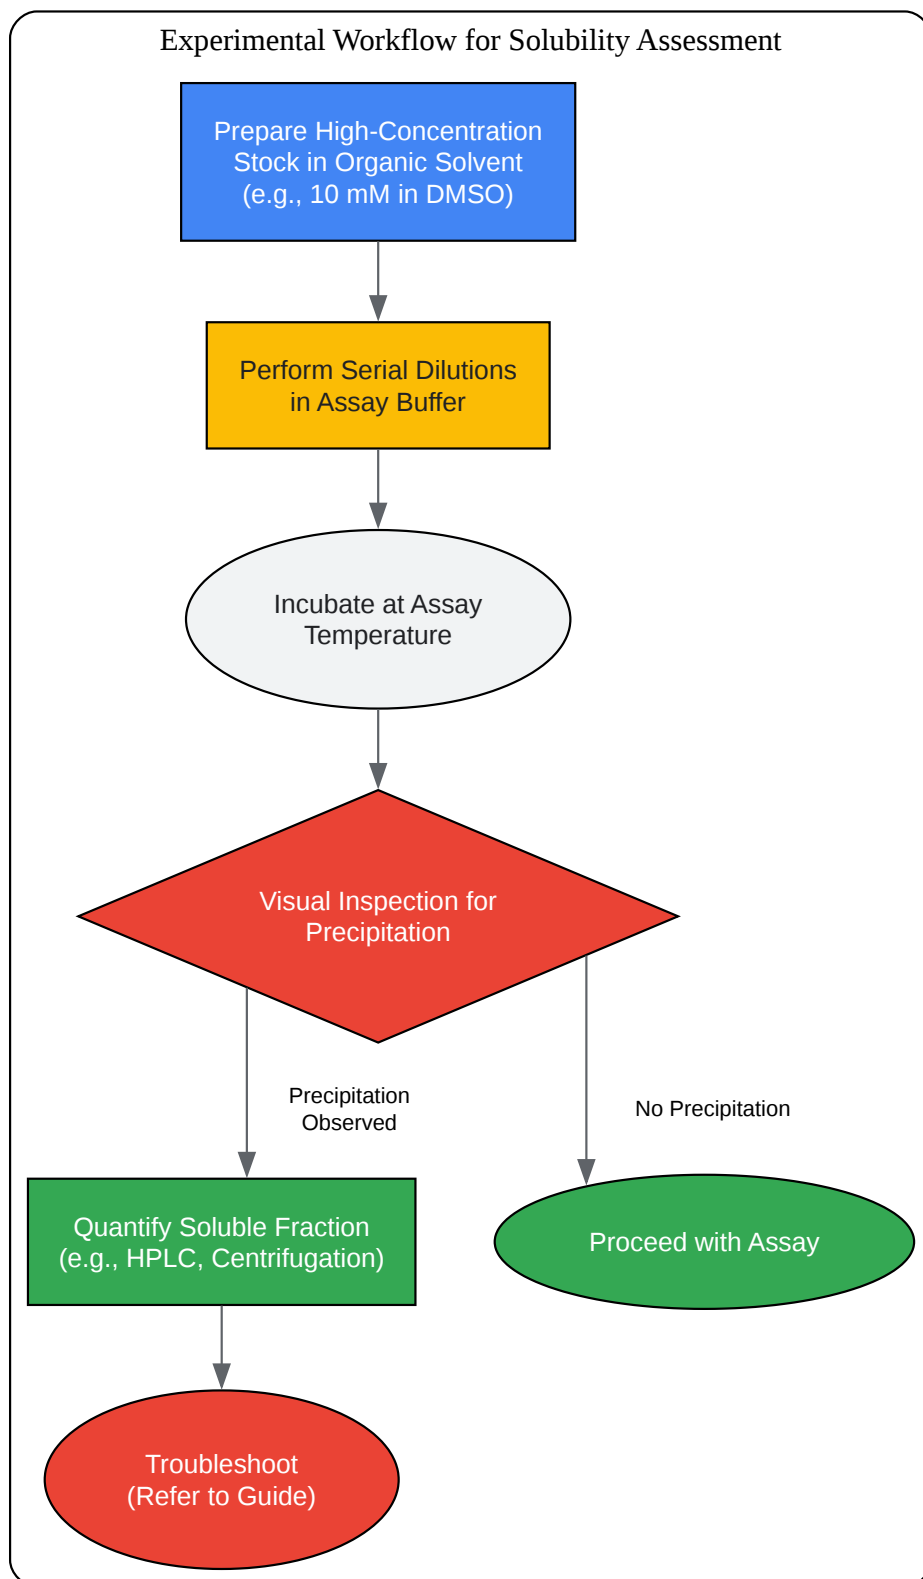 Experimental Workflow for Solubility Assessment
Prepare High-Concentration
Stock in Organic Solvent
(e.g., 10 mM in DMSO)
Perform Serial Dilutions
in Assay Buffer
Incubate at Assay
Temperature
Visual Inspection for
Precipitation
Precipitation
Observed
No Precipitation
Quantify Soluble Fraction
(e.g., HPLC, Centrifugation)
Proceed with Assay
Troubleshoot
(Refer to Guide)